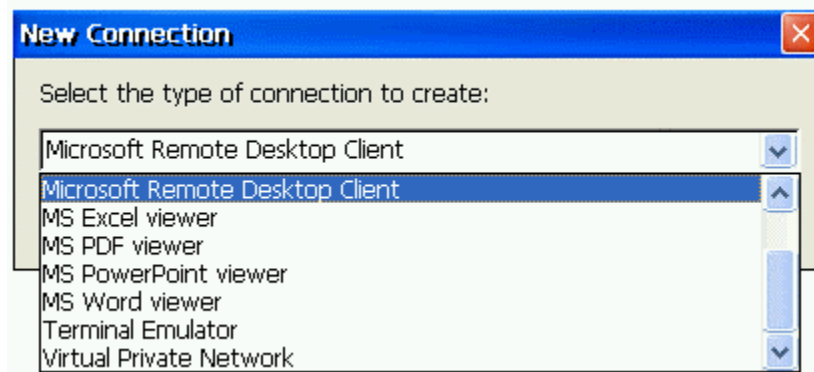 New Connection
Select the type of connection to create:
Microsoft Remote Desktop Client
Microsoft Remote Desktop Client
MS Excel viewer
MS PDF viewer
MS PowerPoint viewer
MS Word viewer
Terminal Emulator
Virtual Private Network